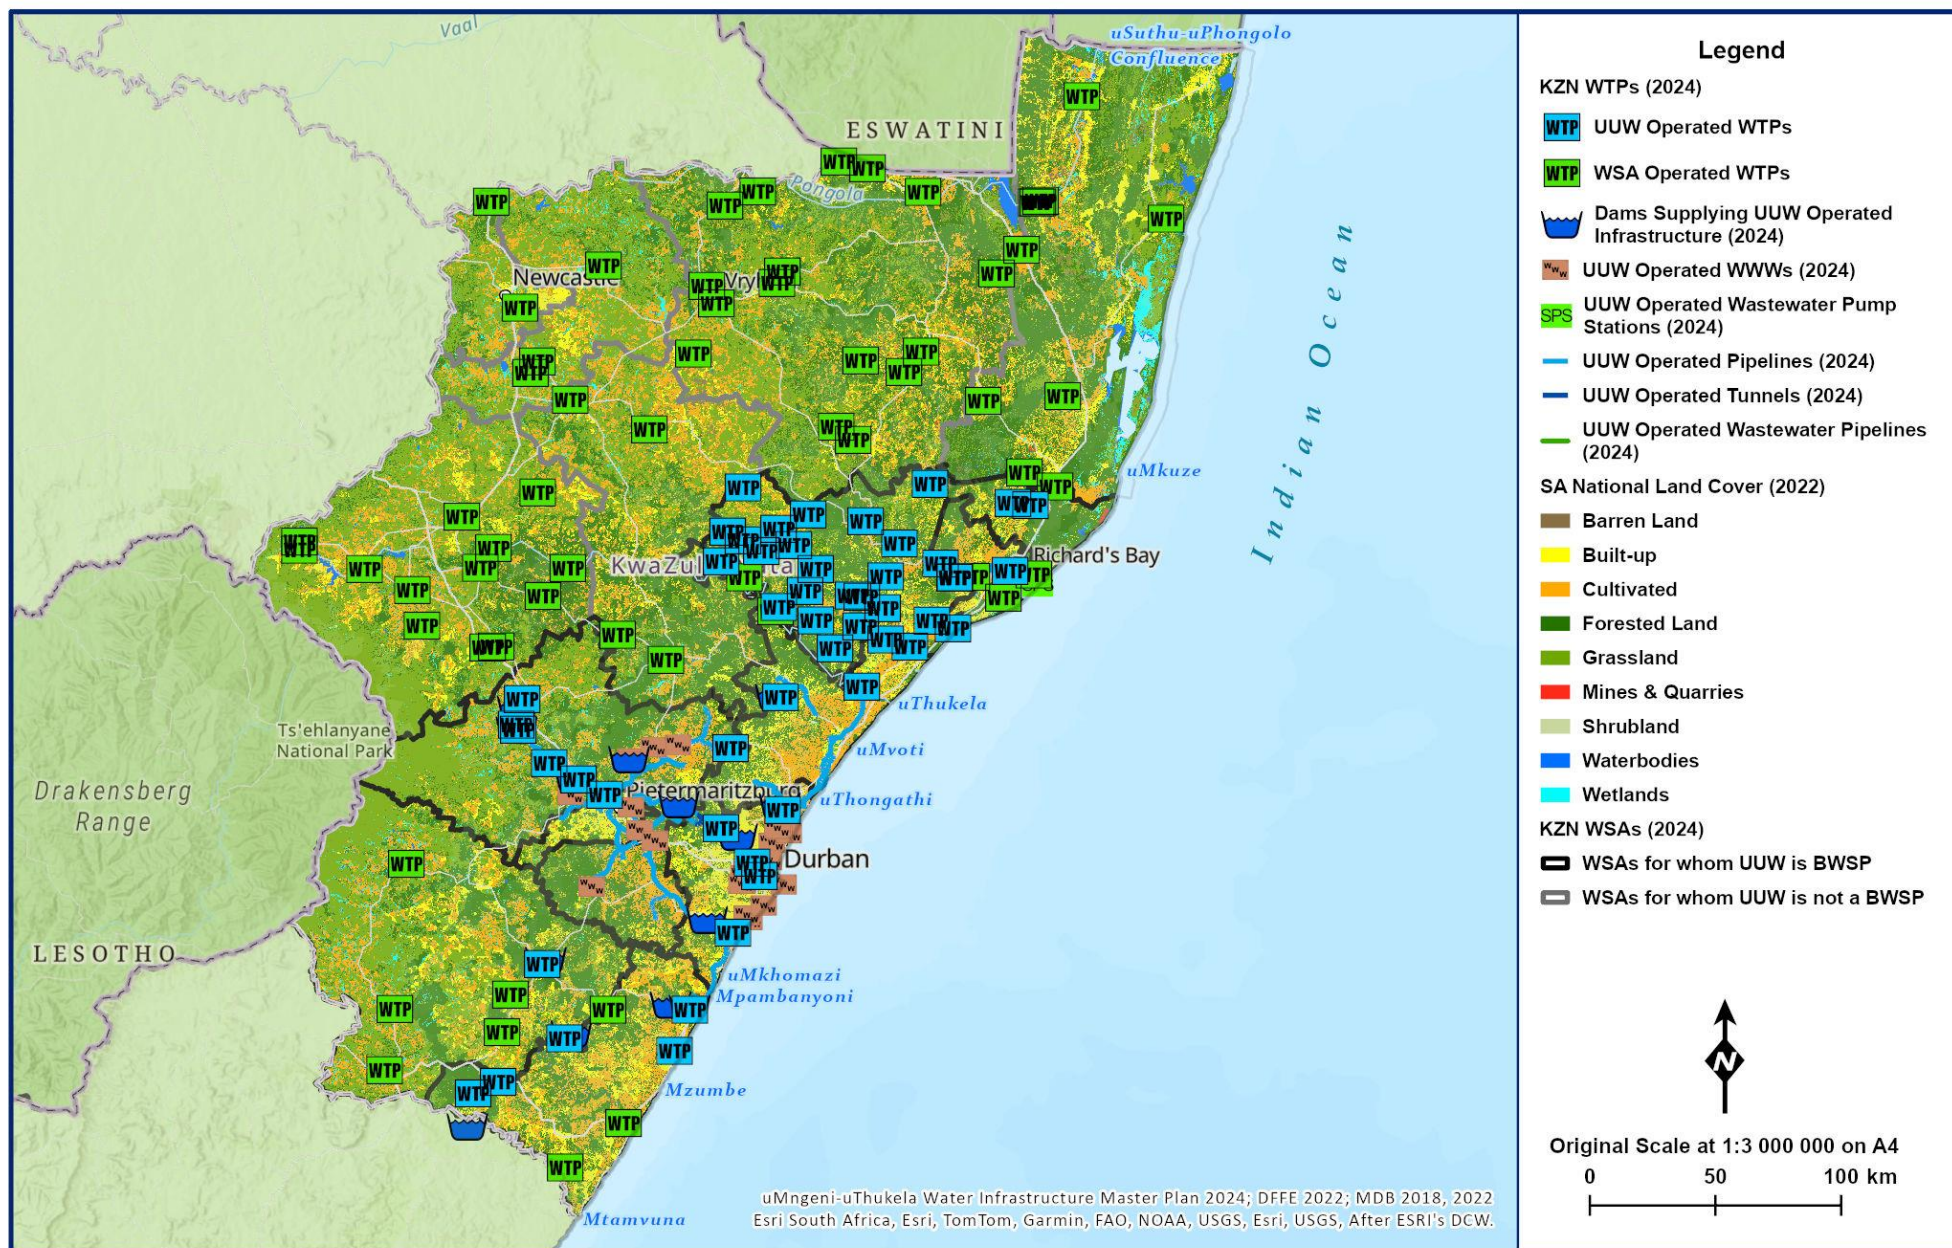 Vaal
uSuthu-uPhongolo
Confluence
ESWATINI
Pongola
Newcastle
Indian Ocean
uMkuze
Richard's Bay
uThukela
uMvoti
Ts'ehlanyane
National Park
Drakensberg
Range
Pietermaritzburg
uThongathi
Durban
LESOTHO
uMkhomazi
Mpambanyoni
Mzumbe
Mtamvuna
WTP
SPS
uMngeni-uThukela Water Infrastructure Master Plan 2024; DFFE 2022; MDB 2018, 2022
Esri South Africa, Esri, TomTom, Garmin, FAO, NOAA, USGS, Esri, USGS, After ESRI's DCW.
Legend
KZN WTPs (2024)
WTP UUW Operated WTPs
WTP WSA Operated WTPs
Dams Supplying UUW Operated
Infrastructure (2024)
www UUW Operated WWWs (2024)
SPS UUW Operated Wastewater Pump
Stations (2024)
UUW Operated Pipelines (2024)
UUW Operated Tunnels (2024)
UUW Operated Wastewater Pipelines
(2024)
SA National Land Cover (2022)
Barren Land
Built-up
Cultivated
Forested Land
Grassland
Mines & Quarries
Shrubland
Waterbodies
Wetlands
KZN WSAs (2024)
WSAs for whom UUW is BWSP
WSAs for whom UUW is not a BWSP
N
Original Scale at 1:3 000 000 on A4
0 50 100 km